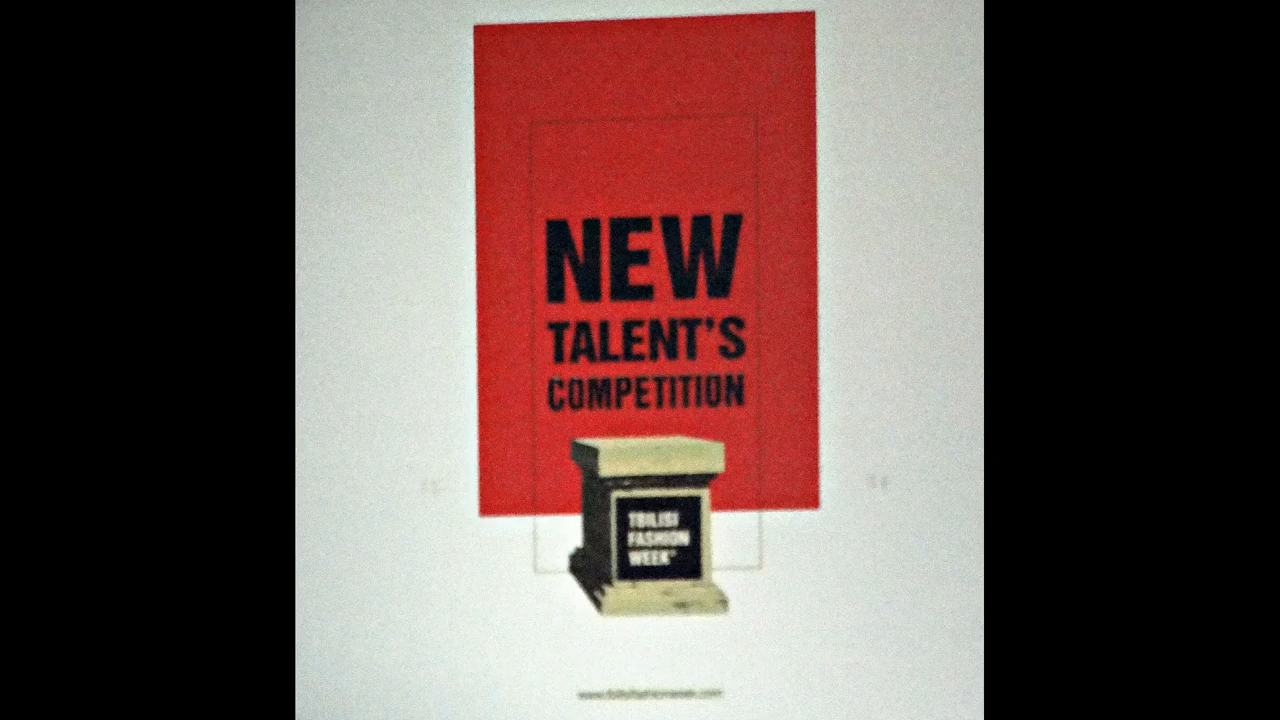 NEW
TALENT'S
COMPETITION
TBILISI
FASHION
WEEK